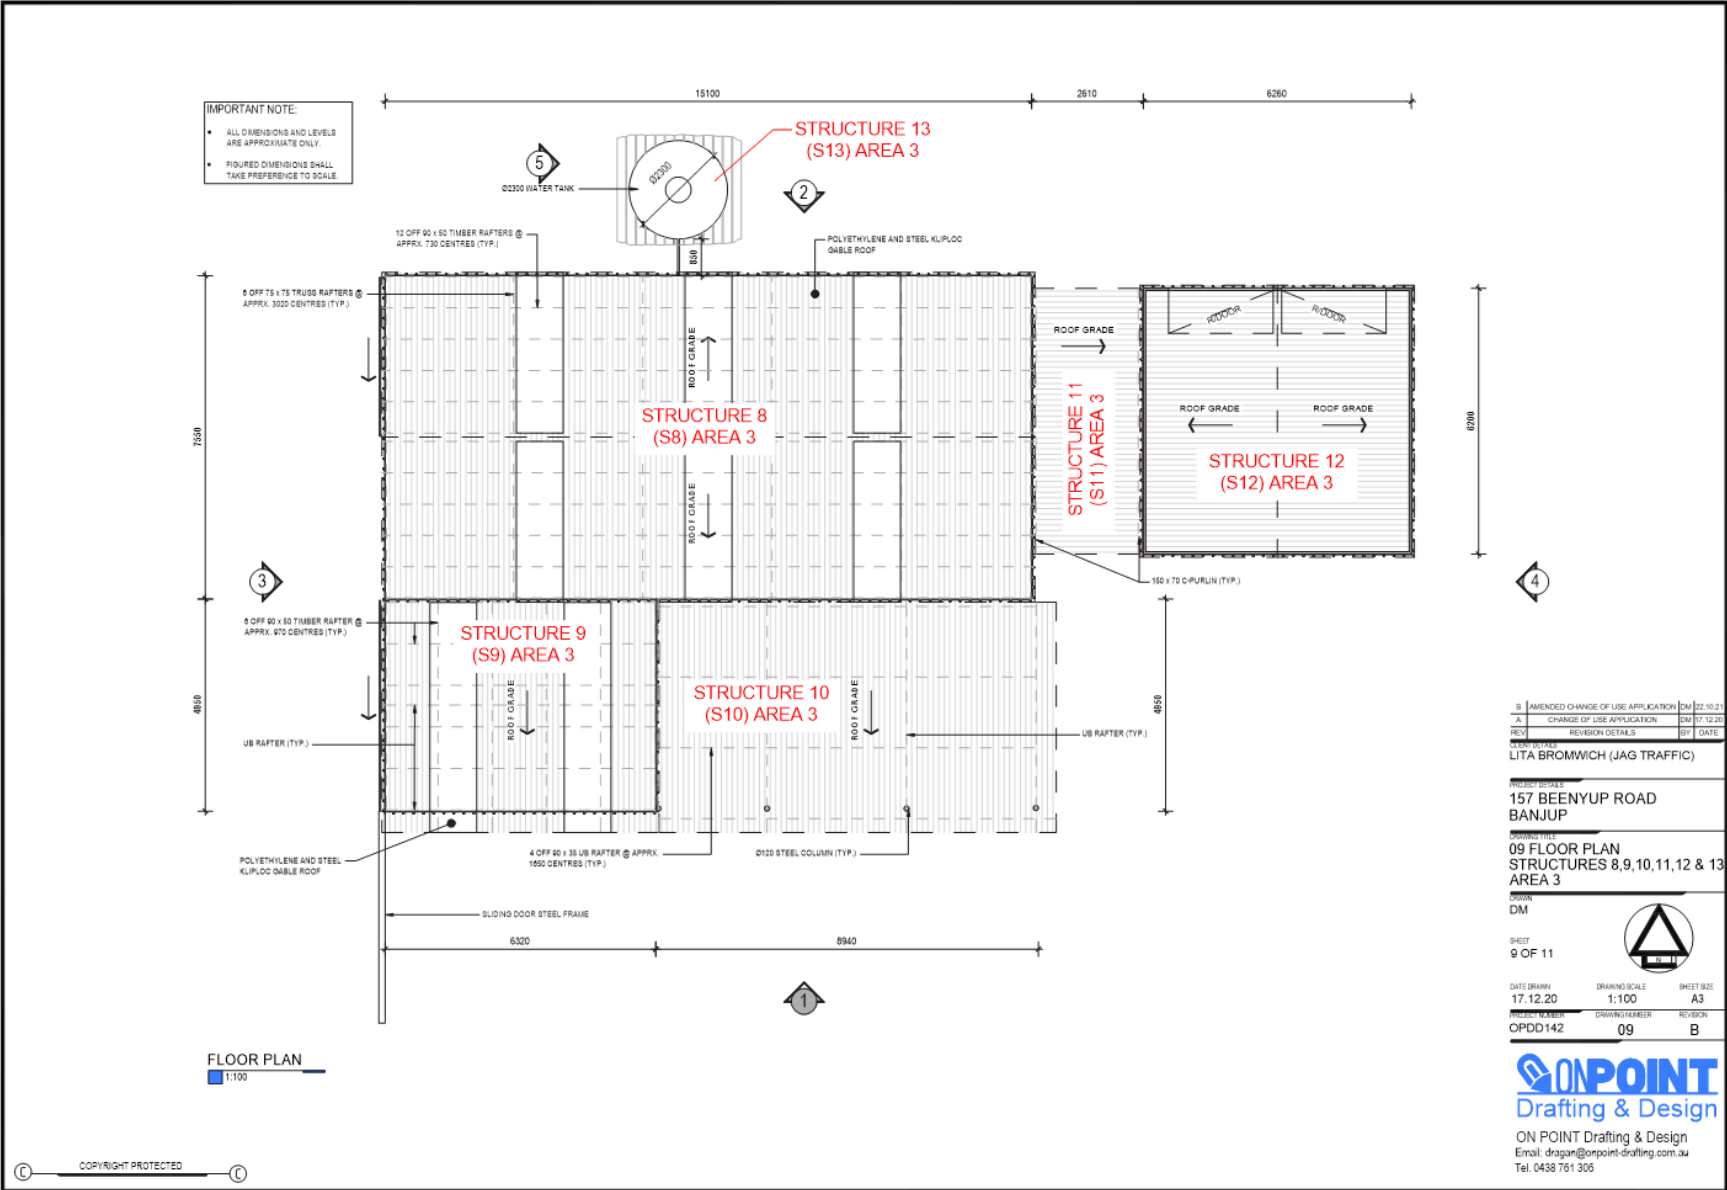 15100
2610
6260
IMPORTANT NOTE:
• ALL DIMENSIONS AND LEVELS
ARE APPROXIMATE ONLY.
• FIGURED DIMENSIONS SHALL
TAKE PREFERENCE TO SCALE.
STRUCTURE 13
(S13) AREA 3
5
Ø2300
Ø2300 WATER TANK
2
12 OFF 90 x 50 TIMBER RAFTERS @
APPRX. 730 CENTRES (TYP.)
POLYETHYLENE AND STEEL KLIPLOC
GABLE ROOF
850
6 OFF 75 x 75 TRUSS RAFTERS @
APPRX. 3020 CENTRES (TYP.)
R/DOOR
R/DOOR
ROOF GRADE
ROOF GRADE
7550
STRUCTURE 8
(S8) AREA 3
STRUCTURE 11
(S11) AREA 3
ROOF GRADE
ROOF GRADE
6200
STRUCTURE 12
(S12) AREA 3
ROOF GRADE
3
150 x 70 C-PURLIN (TYP.)
4
6 OFF 90 x 50 TIMBER RAFTER @
APPRX. 970 CENTRES (TYP.)
STRUCTURE 9
(S9) AREA 3
4950
ROOF GRADE
STRUCTURE 10
(S10) AREA 3
ROOF GRADE
4950
UB RAFTER (TYP.)
UB RAFTER (TYP.)
4 OFF 90 x 35 UB RAFTER @ APPRX.
1650 CENTRES (TYP.)
Ø120 STEEL COLUMN (TYP.)
POLYETHYLENE AND STEEL
KLIPLOC GABLE ROOF
SLIDING DOOR STEEL FRAME
6320
8940
1
FLOOR PLAN
1:100
C COPYRIGHT PROTECTED C
B AMENDED CHANGE OF USE APPLICATION DM 22.10.21
A CHANGE OF USE APPLICATION DM 17.12.20
REV REVISION DETAILS BY DATE
CLIENT DETAILS
LITA BROMWICH (JAG TRAFFIC)
PROJECT DETAILS
157 BEENYUP ROAD
BANJUP
DRAWING TITLE
09 FLOOR PLAN
STRUCTURES 8,9,10,11,12 & 13
AREA 3
DRAWN
DM
N
SHEET
9 OF 11
DATE DRAWN DRAWING SCALE SHEET SIZE
17.12.20 1:100 A3
PROJECT NUMBER DRAWING NUMBER REVISION
OPDD142 09 B
ONPOINT
Drafting & Design
ON POINT Drafting & Design
Email: dragan@onpoint-drafting.com.au
Tel. 0438 761 306